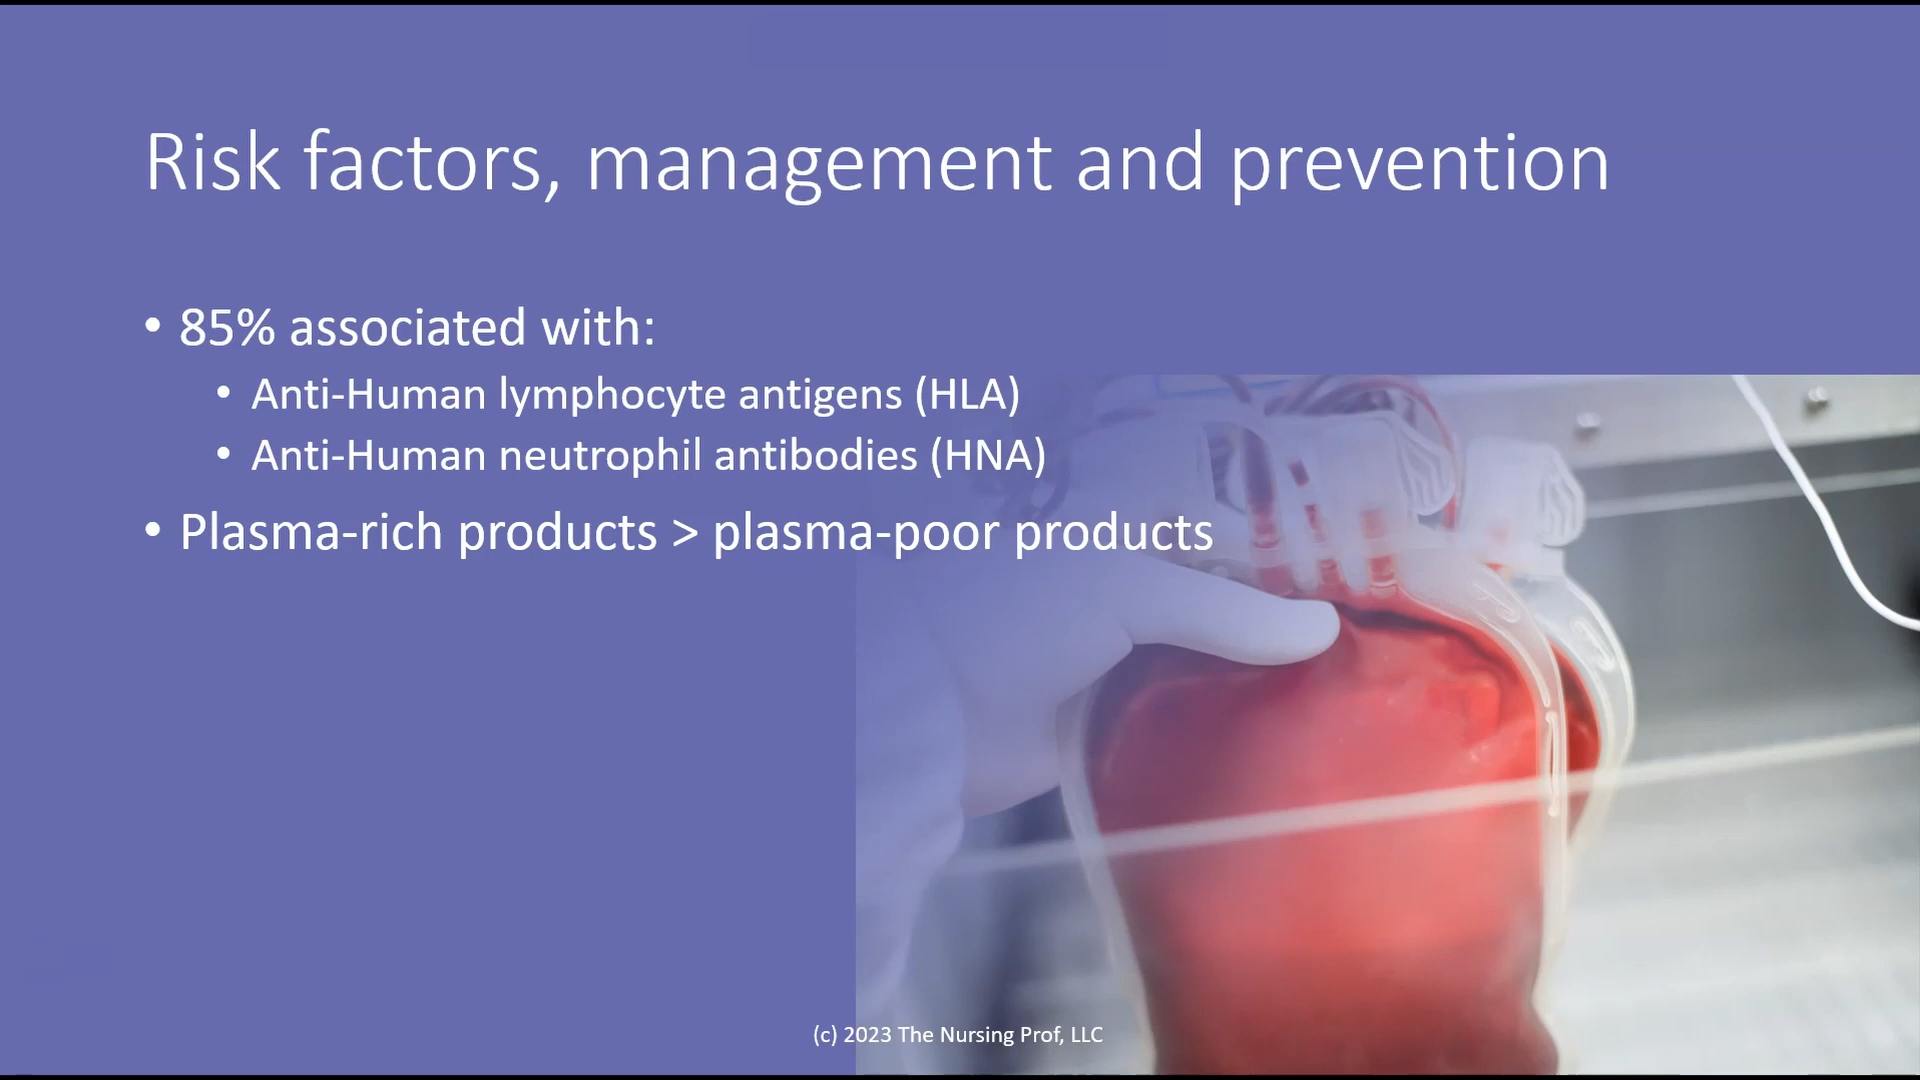 Risk factors, management and prevention
• 85% associated with:
• Anti-Human lymphocyte antigens (HLA)
• Anti-Human neutrophil antibodies (HNA)
• Plasma-rich products > plasma-poor products
(c) 2023 The Nursing Prof, LLC